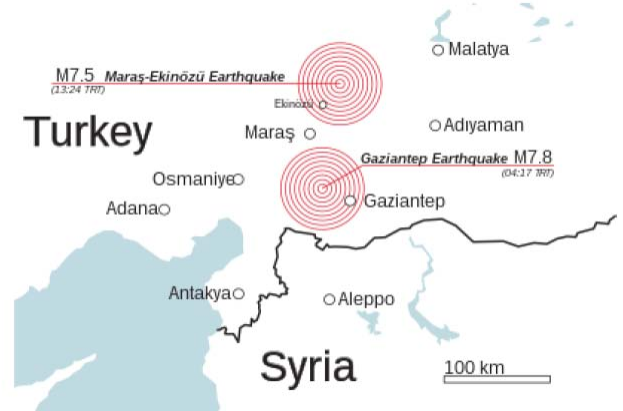 Malatya
M7.5 Maraş-Ekinözü Earthquake
(13:24 TRT)
Ekinözü
Turkey
Maraş
Adıyaman
Gaziantep Earthquake M7.8
(04:17 TRT)
Osmaniye
Gaziantep
Adana
Antakya
Aleppo
Syria
100 km